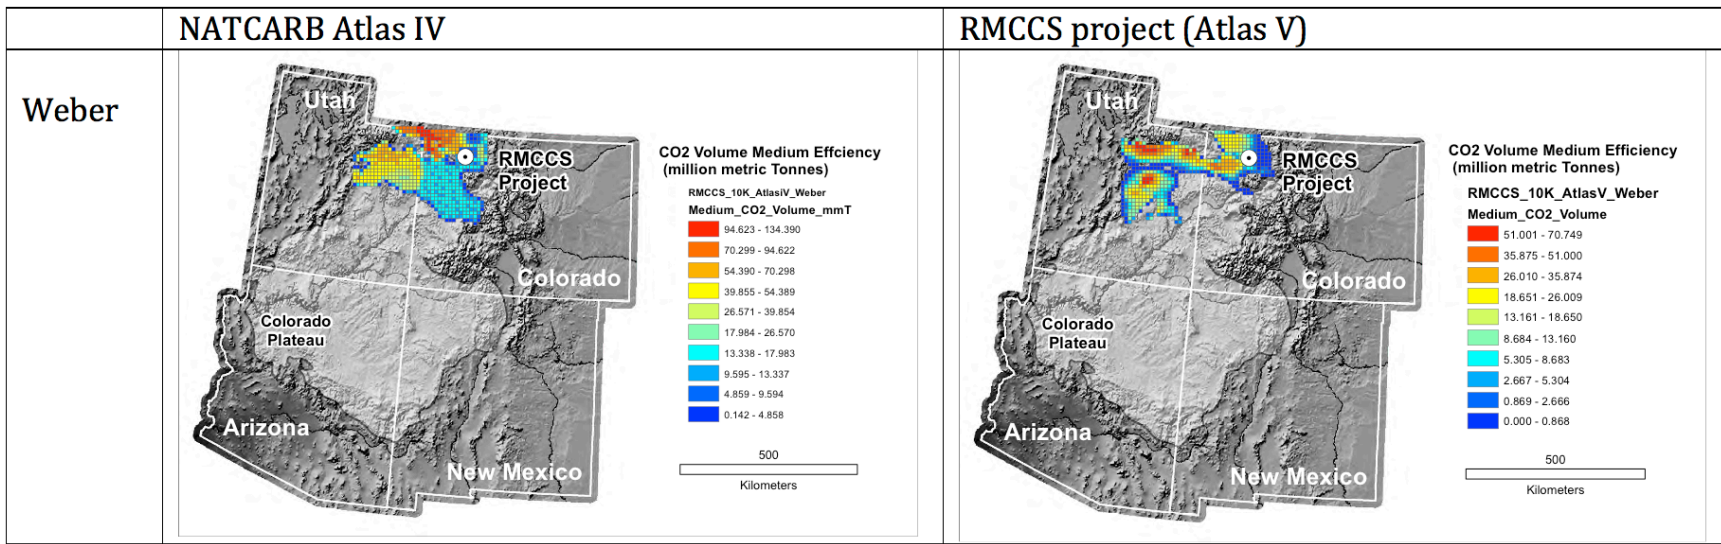 NATCARB Atlas IV
RMCCS project (Atlas V)
Weber
Utah
RMCCS
Project
Colorado
Colorado
Plateau
Arizona
New Mexico
CO2 Volume Medium Effciency
(million metric Tonnes)
RMCCS_10K_AtlasiV_Weber
Medium_CO2_Volume_mmT
94.623 - 134.390
70.299 - 94.622
54.390 - 70.298
39.855 - 54.389
26.571 - 39.854
17.984 - 26.570
13.338 - 17.983
9.595 - 13.337
4.859 - 9.594
0.142 - 4.858
500
Kilometers
Utah
RMCCS
Project
Colorado
Colorado
Plateau
Arizona
New Mexico
CO2 Volume Medium Effciency
(million metric Tonnes)
RMCCS_10K_AtlasV_Weber
Medium_CO2_Volume
51.001 - 70.749
35.875 - 51.000
26.010 - 35.874
18.651 - 26.009
13.161 - 18.650
8.684 - 13.160
5.305 - 8.683
2.667 - 5.304
0.869 - 2.666
0.000 - 0.868
500
Kilometers